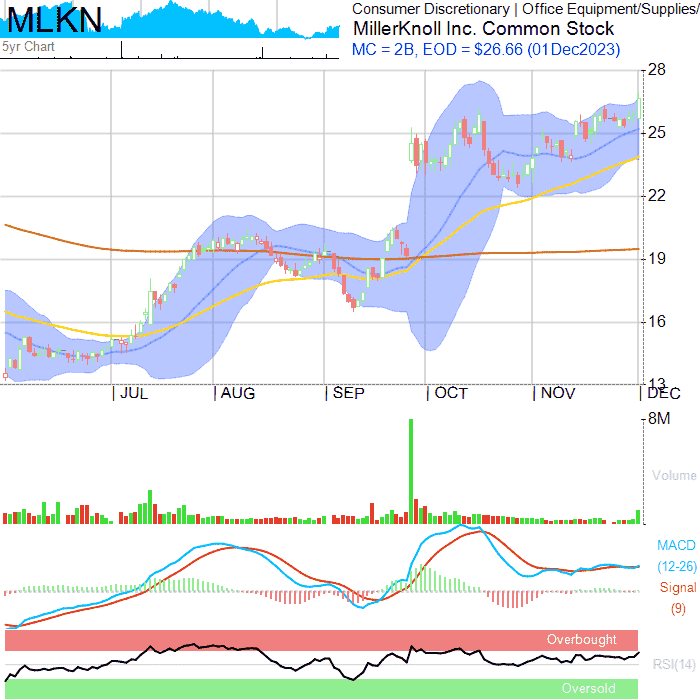 MLKN
5yr Chart
Consumer Discretionary | Office Equipment/Supplies/
MillerKnoll Inc. Common Stock
MC = 2B, EOD = $26.66 (01Dec2023)
28
25
22
19
16
13
JUL AUG SEP OCT NOV DEC
8M
Volume
MACD
(12-26)
Signal
(9)
Overbought
RSI(14)
Oversold